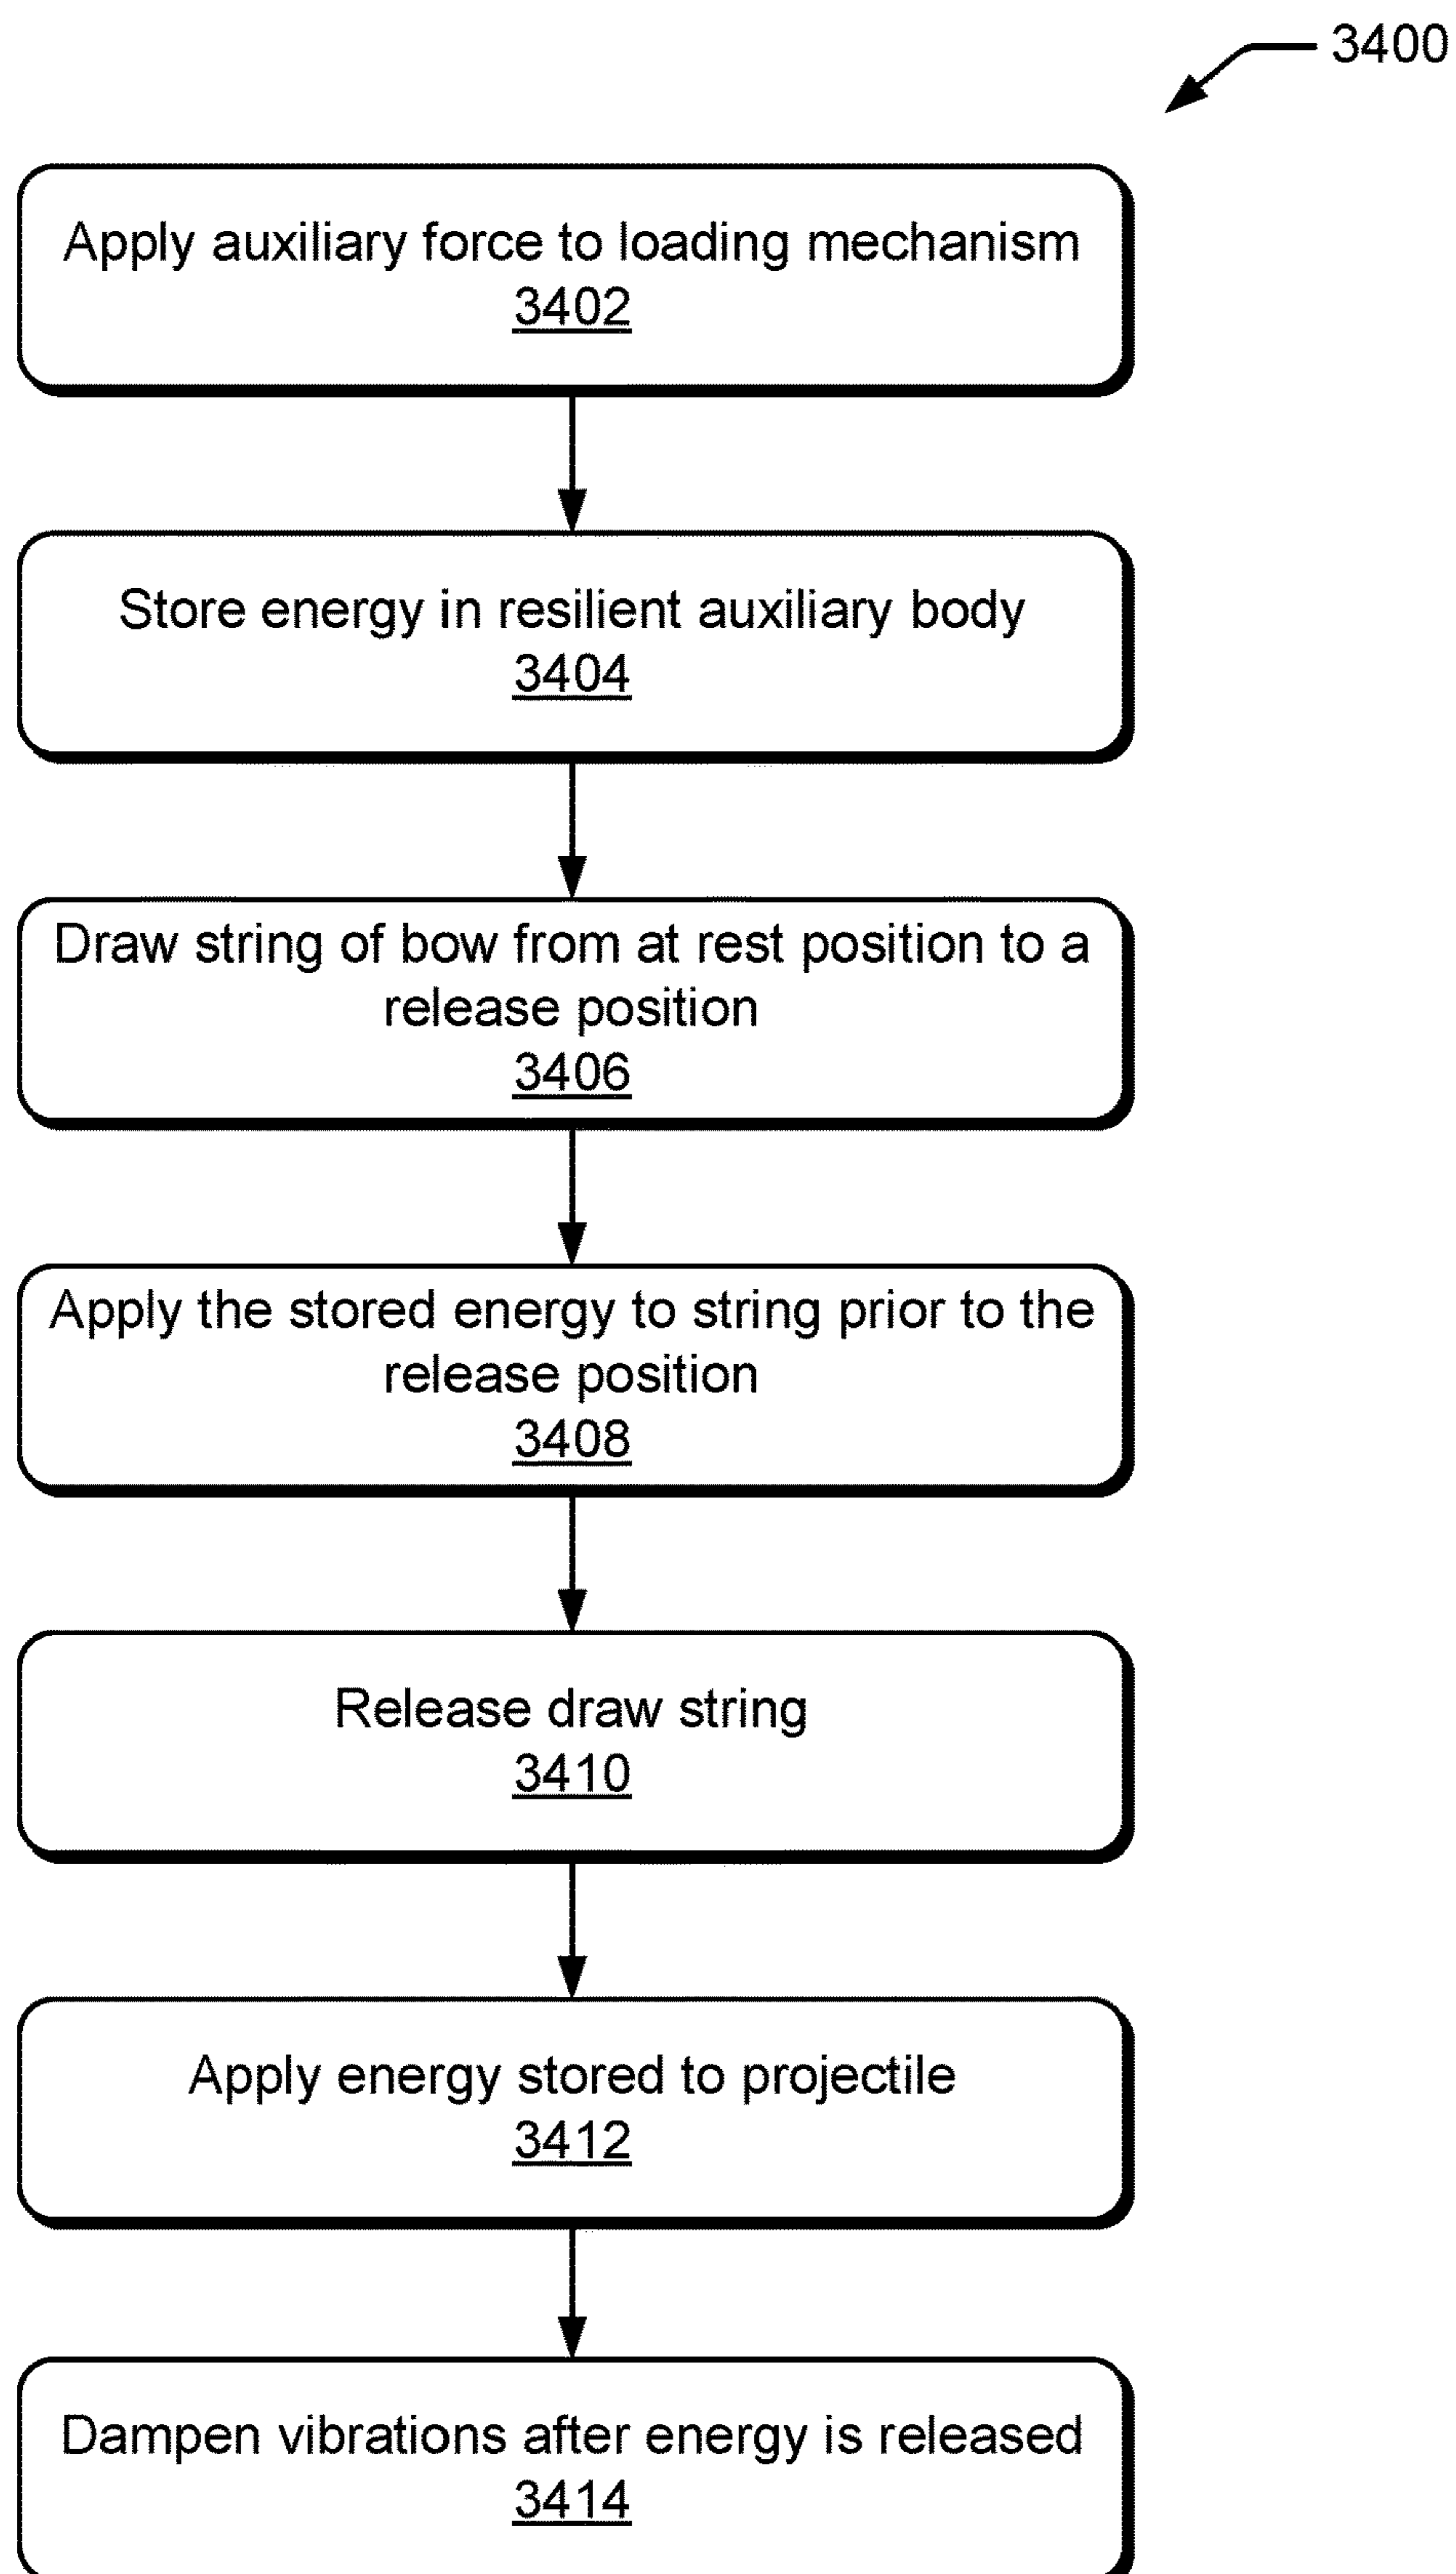 3400
Apply auxiliary force to loading mechanism
3402
Store energy in resilient auxiliary body
3404
Draw string of bow from at rest position to a
release position
3406
Apply the stored energy to string prior to the
release position
3408
Release draw string
3410
Apply energy stored to projectile
3412
Dampen vibrations after energy is released
3414